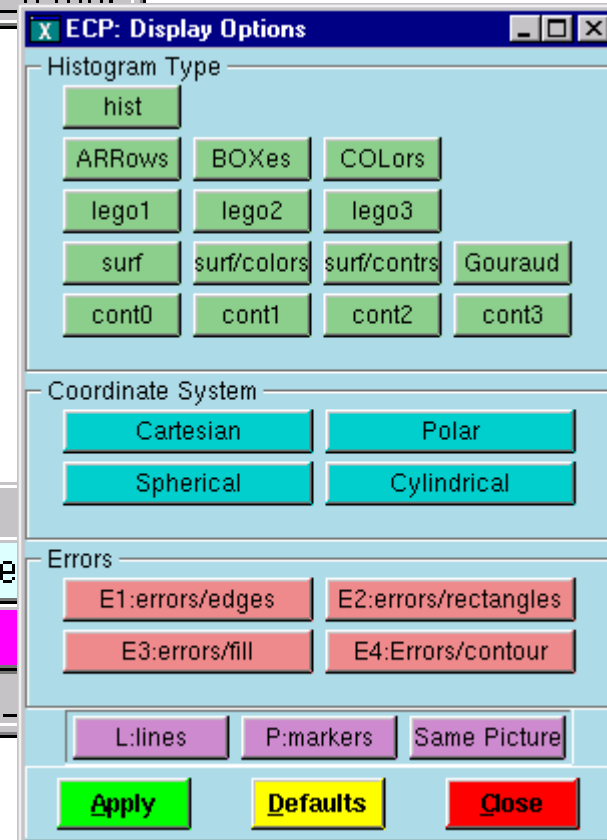 ECP: Display Options
Histogram Type
hist
ARRows BOXes COLors
lego1 lego2 lego3
surf surf/colors surf/contrs Gouraud
cont0 cont1 cont2 cont3
Coordinate System
Cartesian Polar
Spherical Cylindrical
Errors
E1:errors/edges E2:errors/rectangles
E3:errors/fill E4:Errors/contour
L:lines P:markers Same Picture
Apply Defaults Close